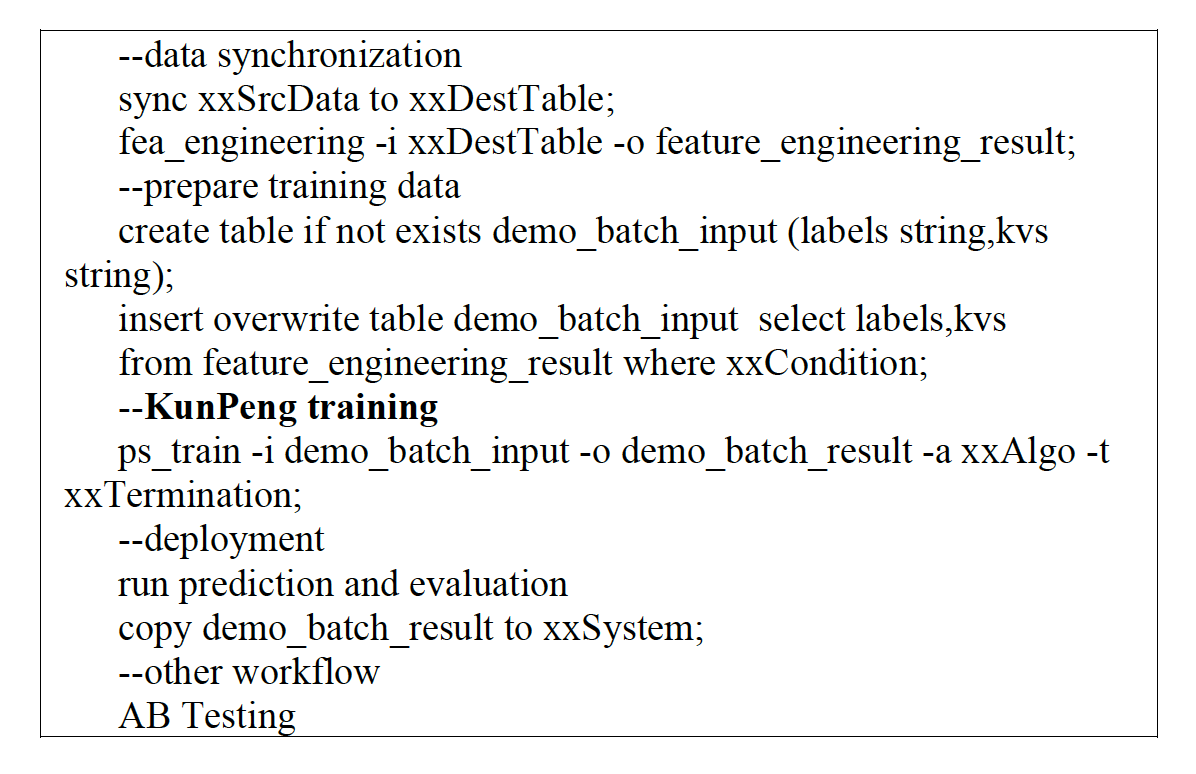 --data synchronization
sync xxSrcData to xxDestTable;
fea_engineering -i xxDestTable -o feature_engineering_result;
--prepare training data
create table if not exists demo_batch_input (labels string,kvs
string);
insert overwrite table demo_batch_input  select labels,kvs
from feature_engineering_result where xxCondition;
--KunPeng training
ps_train -i demo_batch_input -o demo_batch_result -a xxAlgo -t
xxTermination;
--deployment
run prediction and evaluation
copy demo_batch_result to xxSystem;
--other workflow
AB Testing